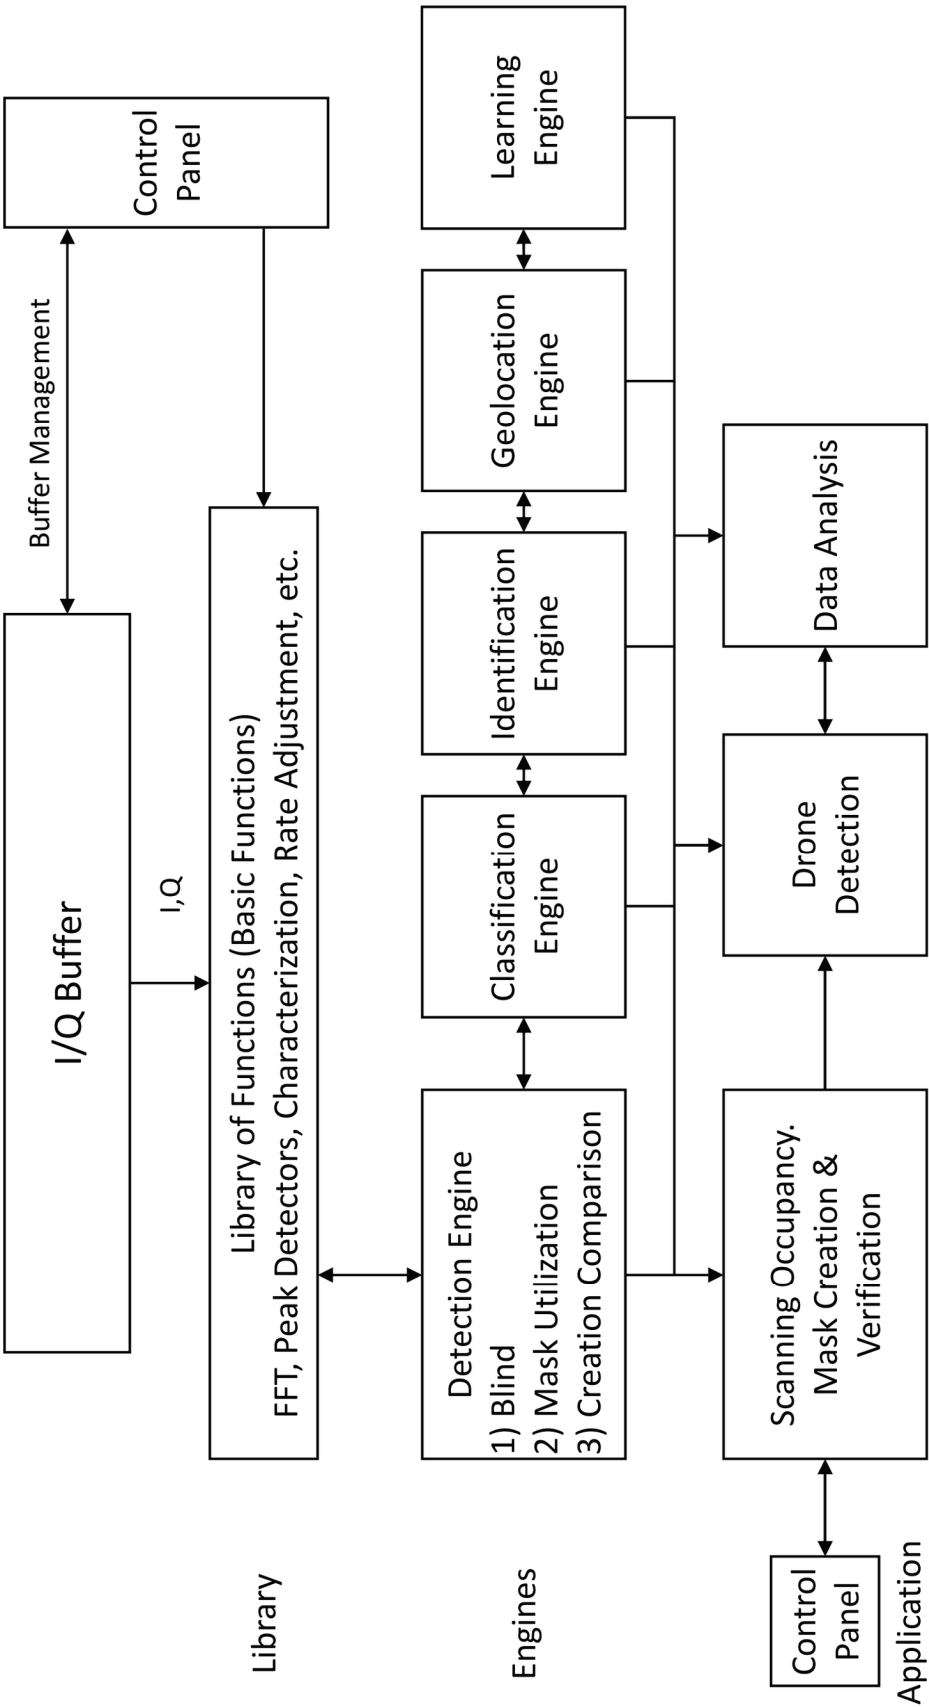 I/Q Buffer
Buffer Management
Control
Panel
I,Q
Library
Library of Functions (Basic Functions)
FFT, Peak Detectors, Characterization, Rate Adjustment, etc.
Engines
Detection Engine
1) Blind
2) Mask Utilization
3) Creation Comparison
Classification
Engine
Identification
Engine
Geolocation
Engine
Learning
Engine
Control
Panel
Application
Scanning Occupancy.
Mask Creation &
Verification
Drone
Detection
Data Analysis